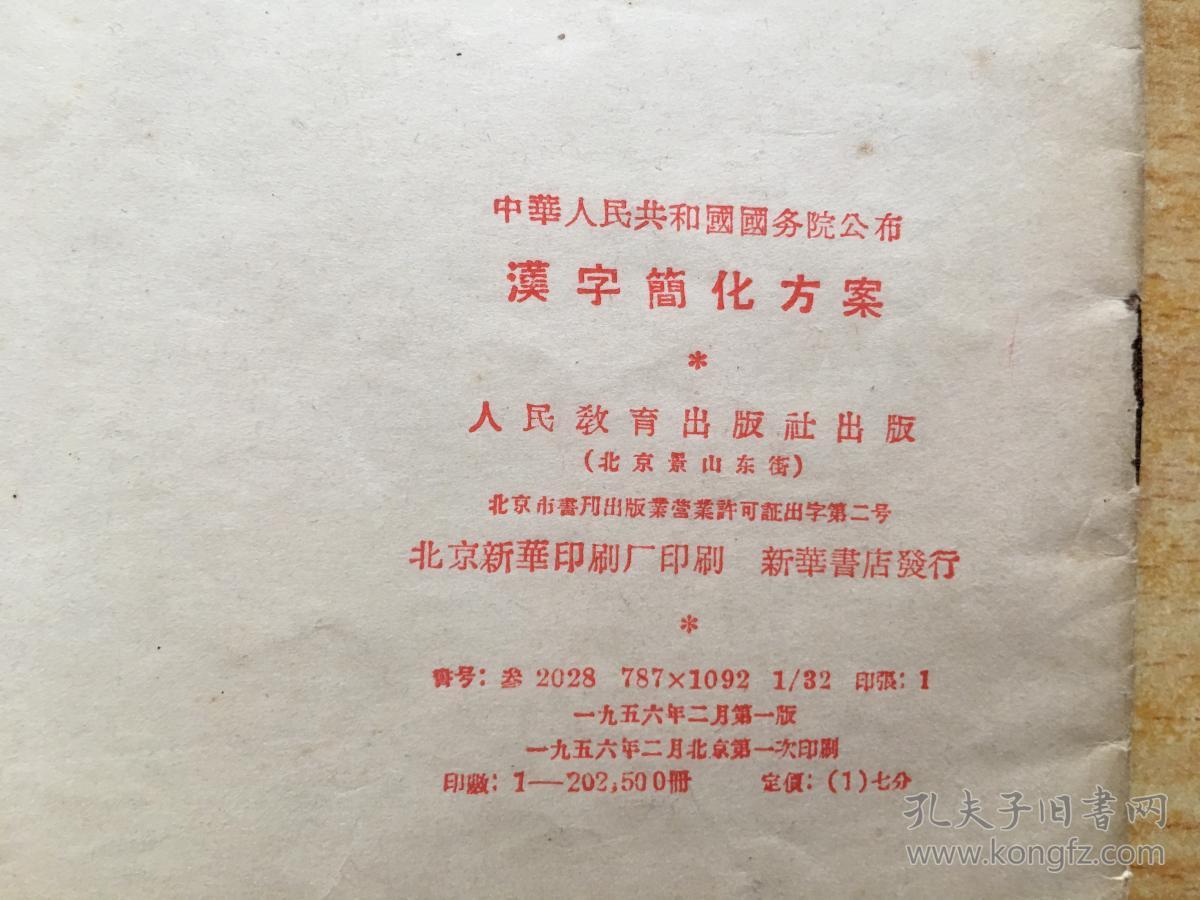 中華人民共和國國务院公布
漢字簡化方案
*
人民教育出版社出版
(北京景山东街)
北京市書刊出版業营業許可証出字第二号
北京新華印刷厂印刷 新華書店發行
*
書号: 参 2028 787×1092 1/32 印張: 1
一九五六年二月第一版
一九五六年二月北京第一次印刷
印數: 1—202,500冊 定價: (1)七分
孔夫子旧書网
www.kongfz.com